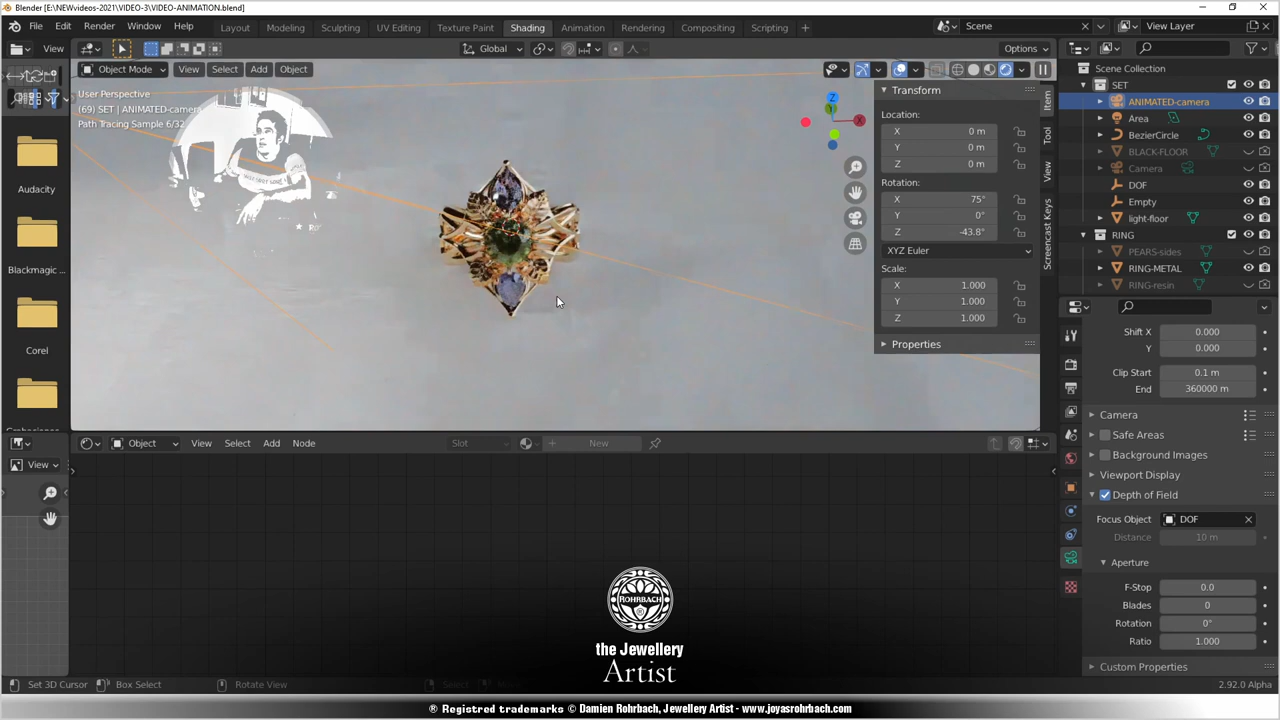 Blender [E:\NEWvideos-2021\VIDEO-3\VIDEO-ANIMATION.blend]
File Edit Render Window Help Layout Modeling Sculpting UV Editing Texture Paint Shading Animation Rendering Compositing Scripting Scene View Layer
View Global Options
Object Mode View Select Add Object Scene Collection
User Perspective
(69) SET | ANIMATED-camera
Path Tracing Sample 6/32
Transform
Location:
X 0 m
Y 0 m
Z 0 m
Rotation:
X 75°
Y 0°
Z -43.8°
XYZ Euler
Scale:
X 1.000
Y 1.000
Z 1.000
Properties
Item
Tool
View
Screencast Keys
Z
X
Audacity
Blackmagic ...
Corel
SET
ANIMATED-camera
Area
BezierCircle
BLACK-FLOOR
Camera
DOF
Empty
light-floor
RING
PEARS-sides
RING-METAL
RING-resin
Shift X 0.000
Y 0.000
Clip Start 0.1 m
End 360000 m
Camera
Safe Areas
Background Images
Viewport Display
Depth of Field
Focus Object DOF
Distance 10 m
Aperture
F-Stop 0.0
Blades 0
Rotation 0°
Ratio 1.000
Custom Properties
Object View Select Add Node Slot New
View
ROHRBACH
the Jewellery
Artist
Set 3D Cursor Box Select Rotate View Select Move 2.92.0 Alpha
® Registered trademarks © Damien Rohrbach, Jewellery Artist - www.joyasrohrbach.com